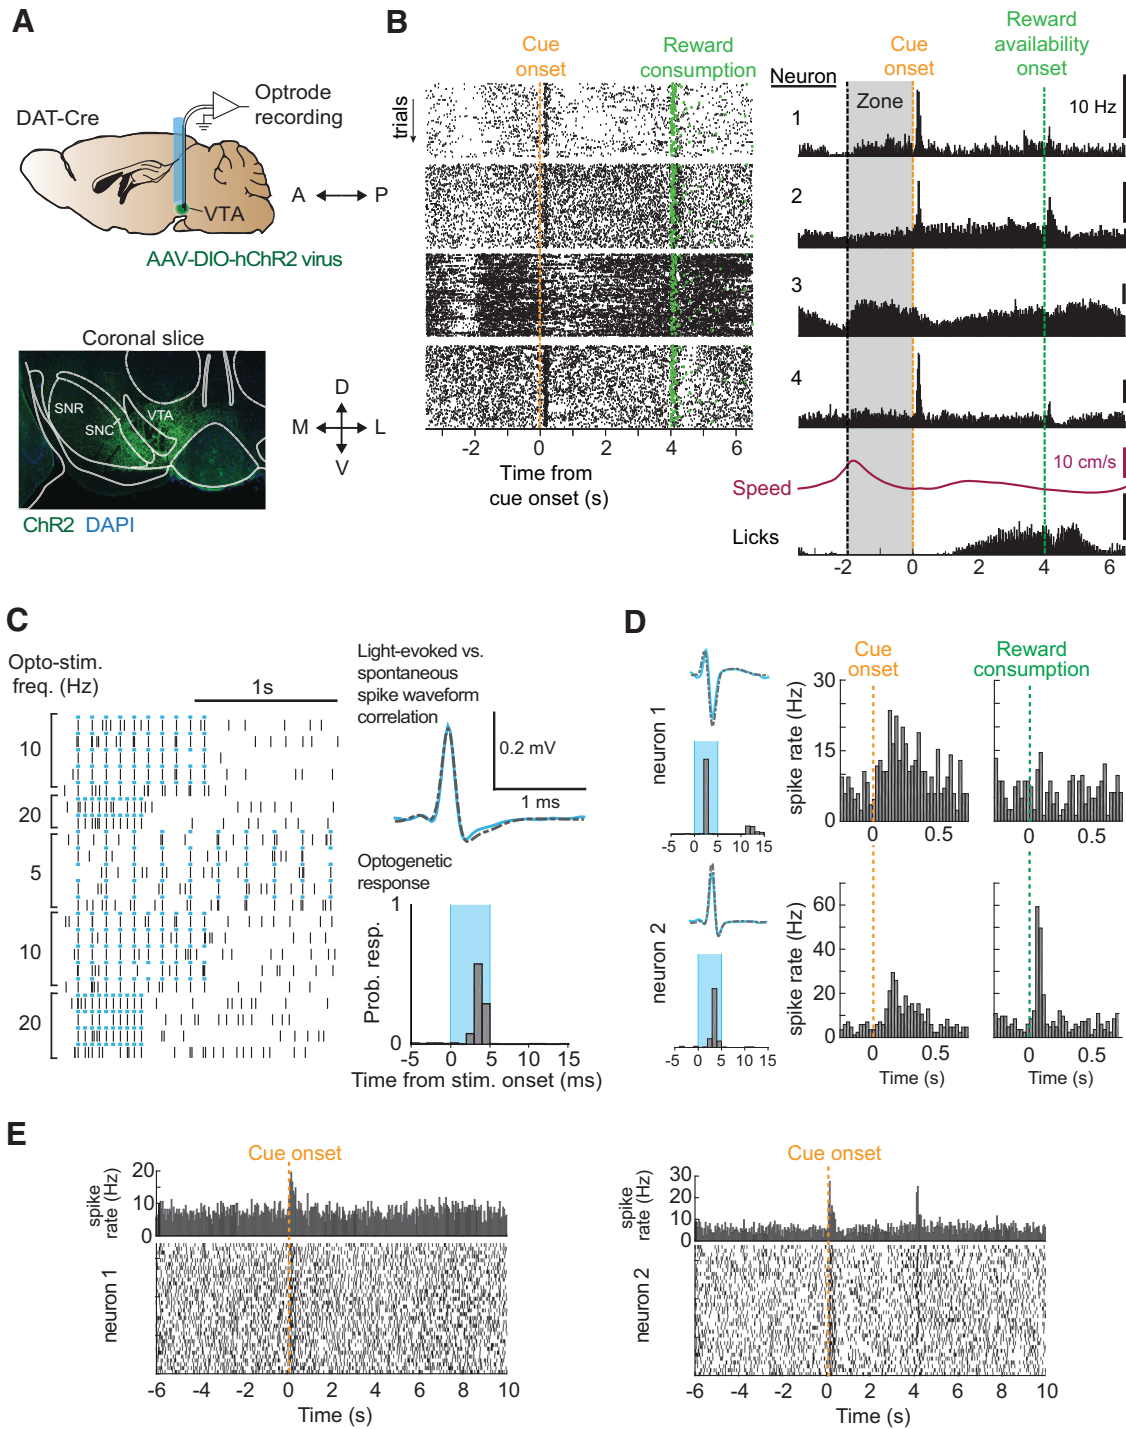 A
DAT-Cre
Optrode
recording
VTA
A
P
AAV-DIO-hChR2 virus
Coronal slice
SNR
SNC
VTA
D
M
L
V
ChR2 DAPI
B
Cue
onset
Reward
consumption
trials
-2
0
2
4
6
Time from
cue onset (s)
Neuron
Cue
onset
Reward
availability
onset
Zone
10 Hz
1
2
3
4
Speed
10 cm/s
Licks
-2
0
2
4
6
C
Opto-stim.
freq. (Hz)
1s
10
20
5
10
20
Light-evoked vs.
spontaneous
spike waveform
correlation
0.2 mV
1 ms
Optogenetic
response
Prob. resp.
1
0
-5
0
5
15
Time from stim. onset (ms)
D
neuron 1
-5
0
5
15
Cue
onset
Reward
consumption
spike rate (Hz)
30
15
0
0
0.5
0
0.5
neuron 2
-5
0
5
15
spike rate (Hz)
60
40
20
0
0
0.5
Time (s)
0
0.5
Time (s)
E
Cue onset
spike
rate (Hz)
20
10
0
neuron 1
-6
-4
-2
0
2
4
6
8
10
Time (s)
Cue onset
spike
rate (Hz)
30
20
10
0
neuron 2
-6
-4
-2
0
2
4
6
8
10
Time (s)